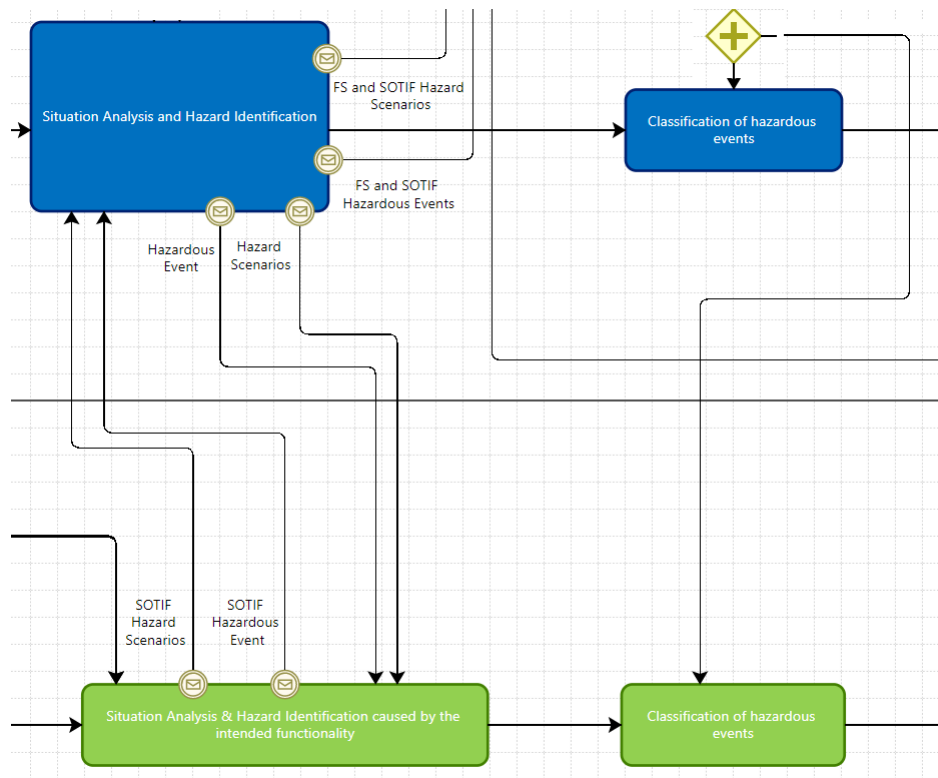 FS and SOTIF Hazard
Scenarios
Situation Analysis and Hazard Identification
Classification of hazardous
events
FS and SOTIF
Hazardous Events
Hazardous
Event
Hazard
Scenarios
SOTIF
Hazard
Scenarios
SOTIF
Hazardous
Event
Situation Analysis & Hazard Identification caused by the
intended functionality
Classification of hazardous
events